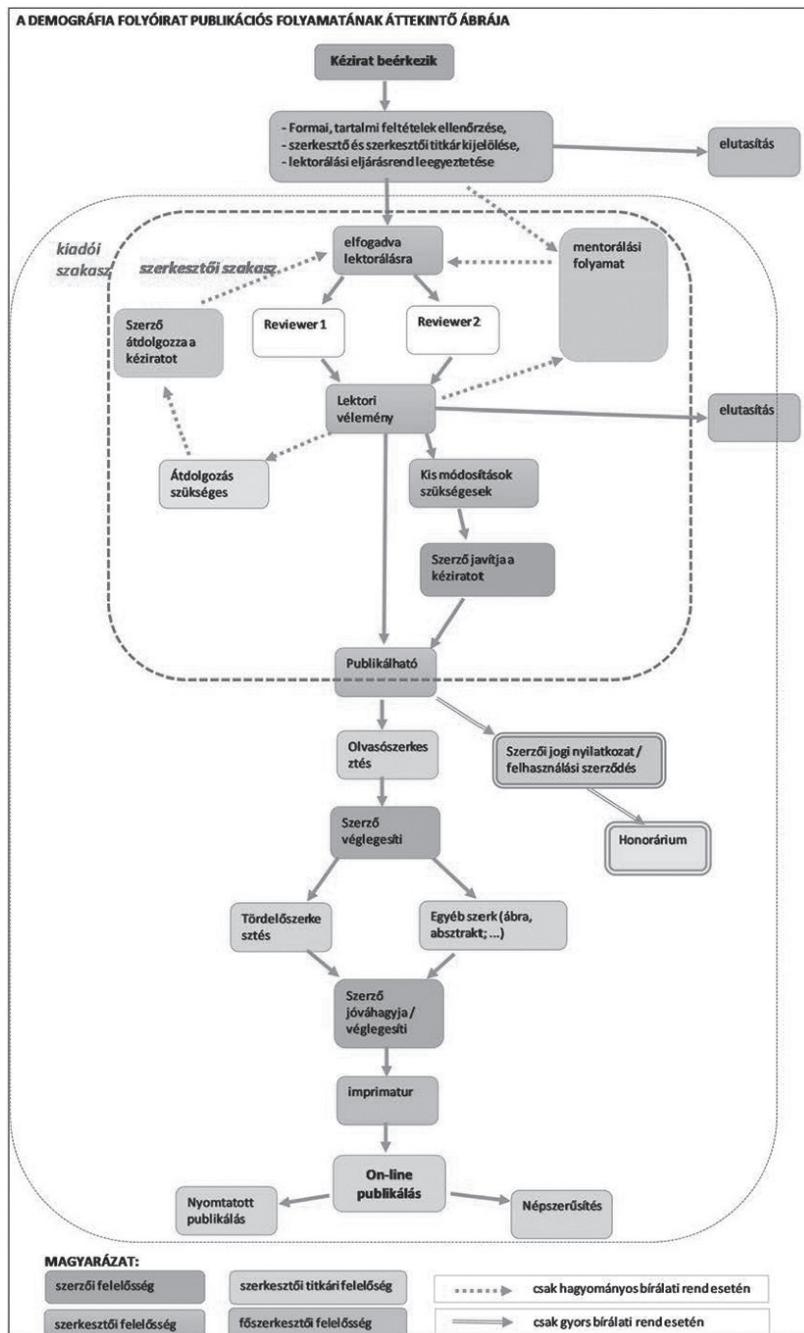 A DEMOGRÁFIA FOLYÓIRAT PUBLIKÁCIÓS FOLYAMATÁNAK ÁTTEKINTŐ ÁBRÁJA
Kézirat beérkezik
- Formai, tartalmi feltételek ellenőrzése,
- szerkesztő és szerkesztői titkár kijelölése,
- lektorálási eljárásrend leegyeztetése
elutasítás
kiadói
szakasz
szerkesztői szakasz
elfogadva
lektorálásra
mentorálási
folyamat
Szerző
átdolgozza a
kéziratot
Reviewer 1
Reviewer 2
Lektori
vélemény
elutasítás
Átdolgozás
szükséges
Kis módosítások
szükségesek
Szerző javítja a
kéziratot
Publikálható
Olvasószerkes
ztés
Szerzői jogi nyilatkozat /
felhasználási szerződés
Szerző
véglegesíti
Honorárium
Tördelőszerke
sztés
Egyéb szerk (ábra,
absztrakt; ...)
Szerző
jóváhagyja /
véglegesíti
imprimatur
On-line
publikálás
Nyomtatott
publikálás
Népszerűsítés
MAGYARÁZAT:
szerzői felelősség
szerkesztői titkári felelőség
csak hagyományos bírálati rend esetén
szerkesztői felelősség
főszerkesztői felelősség
csak gyors bírálati rend esetén